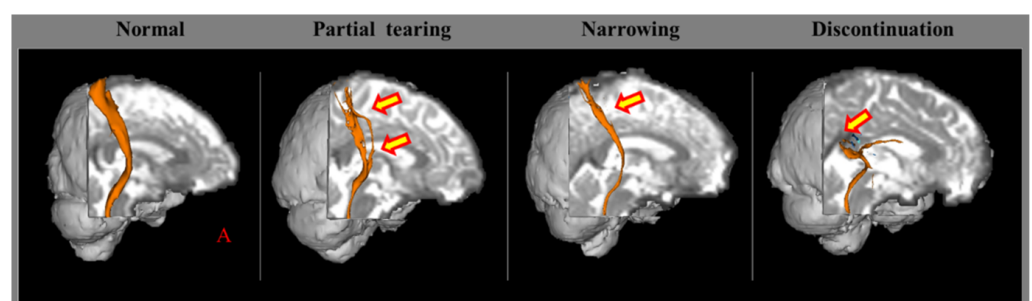 Normal
Partial tearing
Narrowing
Discontinuation
A